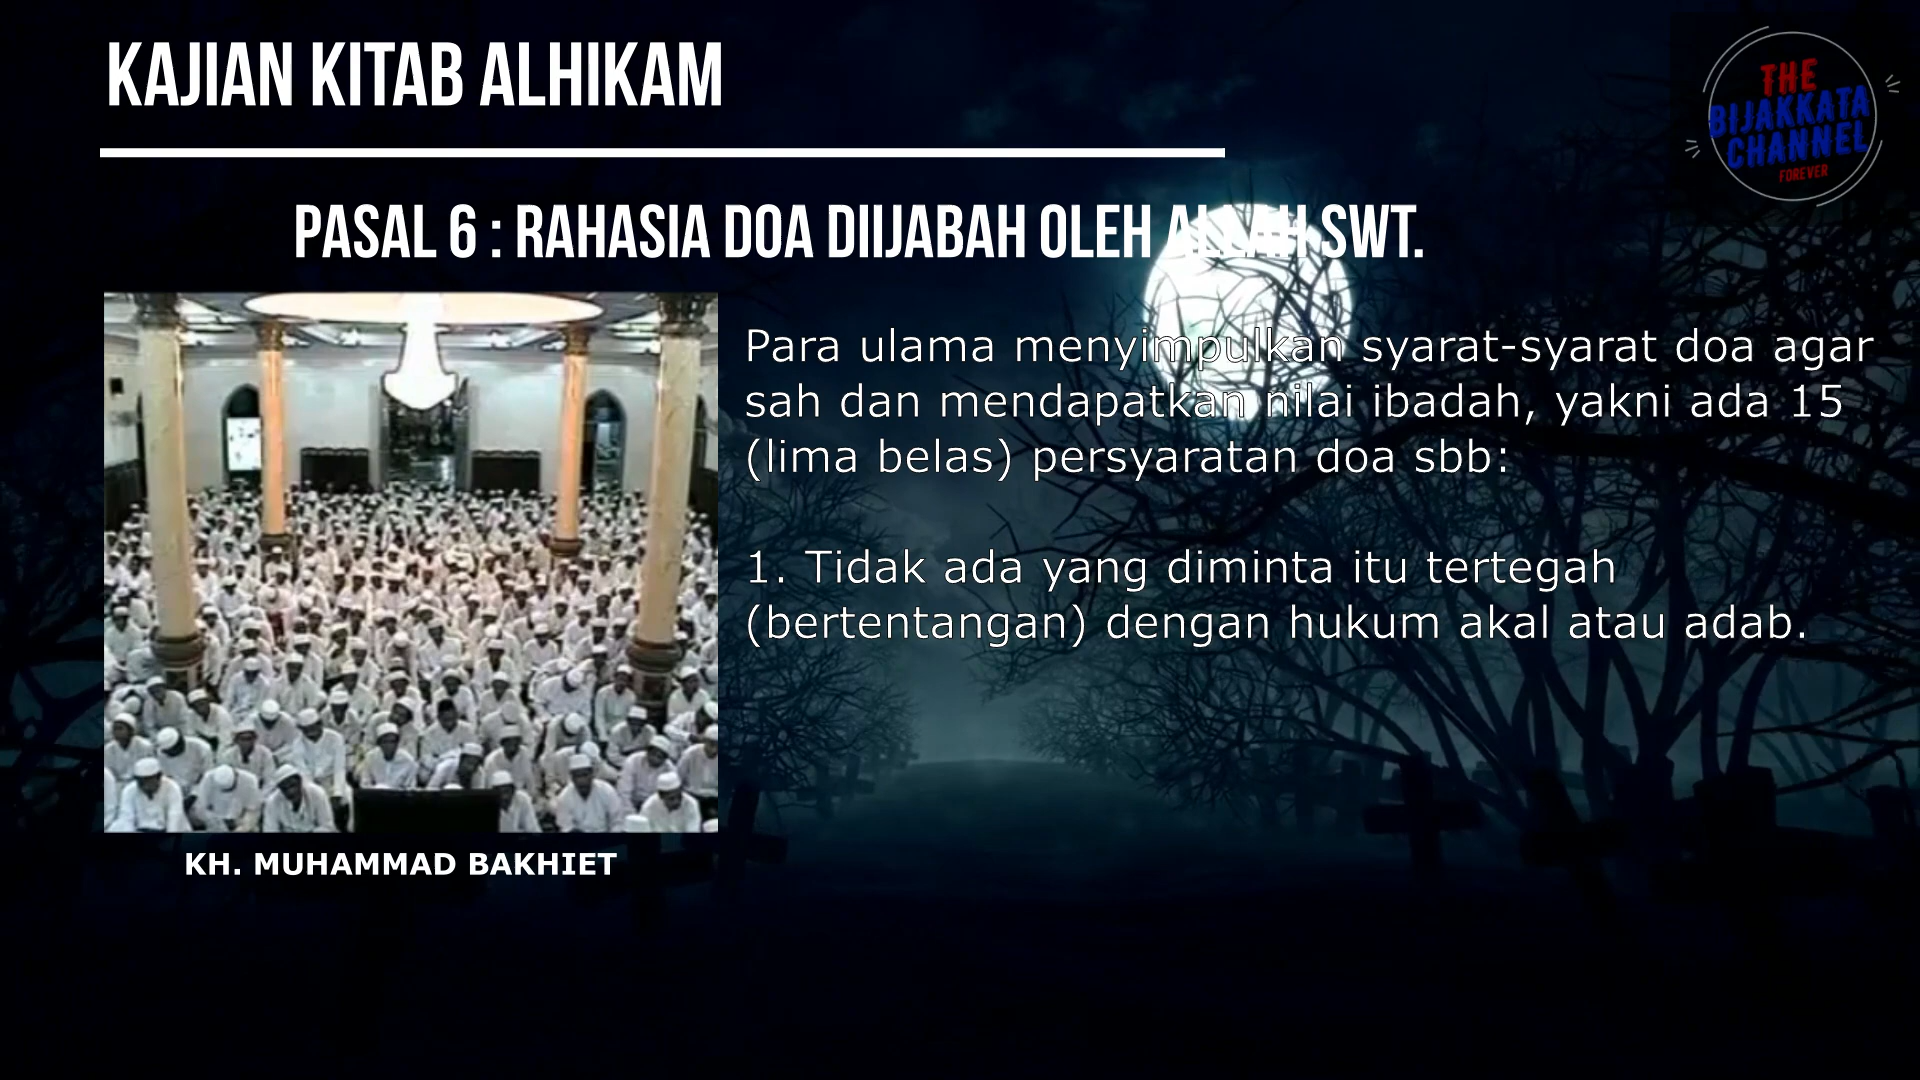 KAJIAN KITAB ALHIKAM
THE
BIJAKKATA
CHANNEL
FOREVER
PASAL 6 : RAHASIA DOA DIIJABAH OLEH ALLAH SWT.
Para ulama menyimpulkan syarat-syarat doa agar
sah dan mendapatkan nilai ibadah, yakni ada 15
(lima belas) persyaratan doa sbb:
1. Tidak ada yang diminta itu tertegah
(bertentangan) dengan hukum akal atau adab.
KH. MUHAMMAD BAKHIET